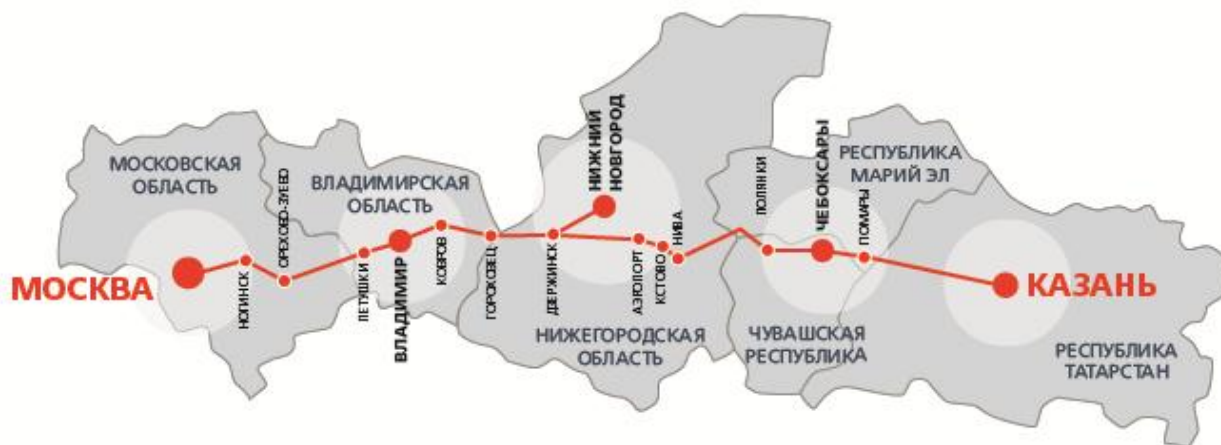 МОСКОВСКАЯ
ОБЛАСТЬ
МОСКВА
НОГИНСК
ОРЕХОВО-ЗУЕВО
ВЛАДИМИРСКАЯ
ОБЛАСТЬ
ПЕТУШКИ
ВЛАДИМИР
КОВРОВ
ГОРОХОВЕЦ
ДЗЕРЖИНСК
НИЖНИЙ
НОВГОРОД
АЭРОПОРТ
КСТОВО
НИВА
НИЖЕГОРОДСКАЯ
ОБЛАСТЬ
ПОЛЯНКИ
ЧЕБОКСАРЫ
ПОМАРЫ
ЧУВАШСКАЯ
РЕСПУБЛИКА
РЕСПУБЛИКА
МАРИЙ ЭЛ
КАЗАНЬ
РЕСПУБЛИКА
ТАТАРСТАН